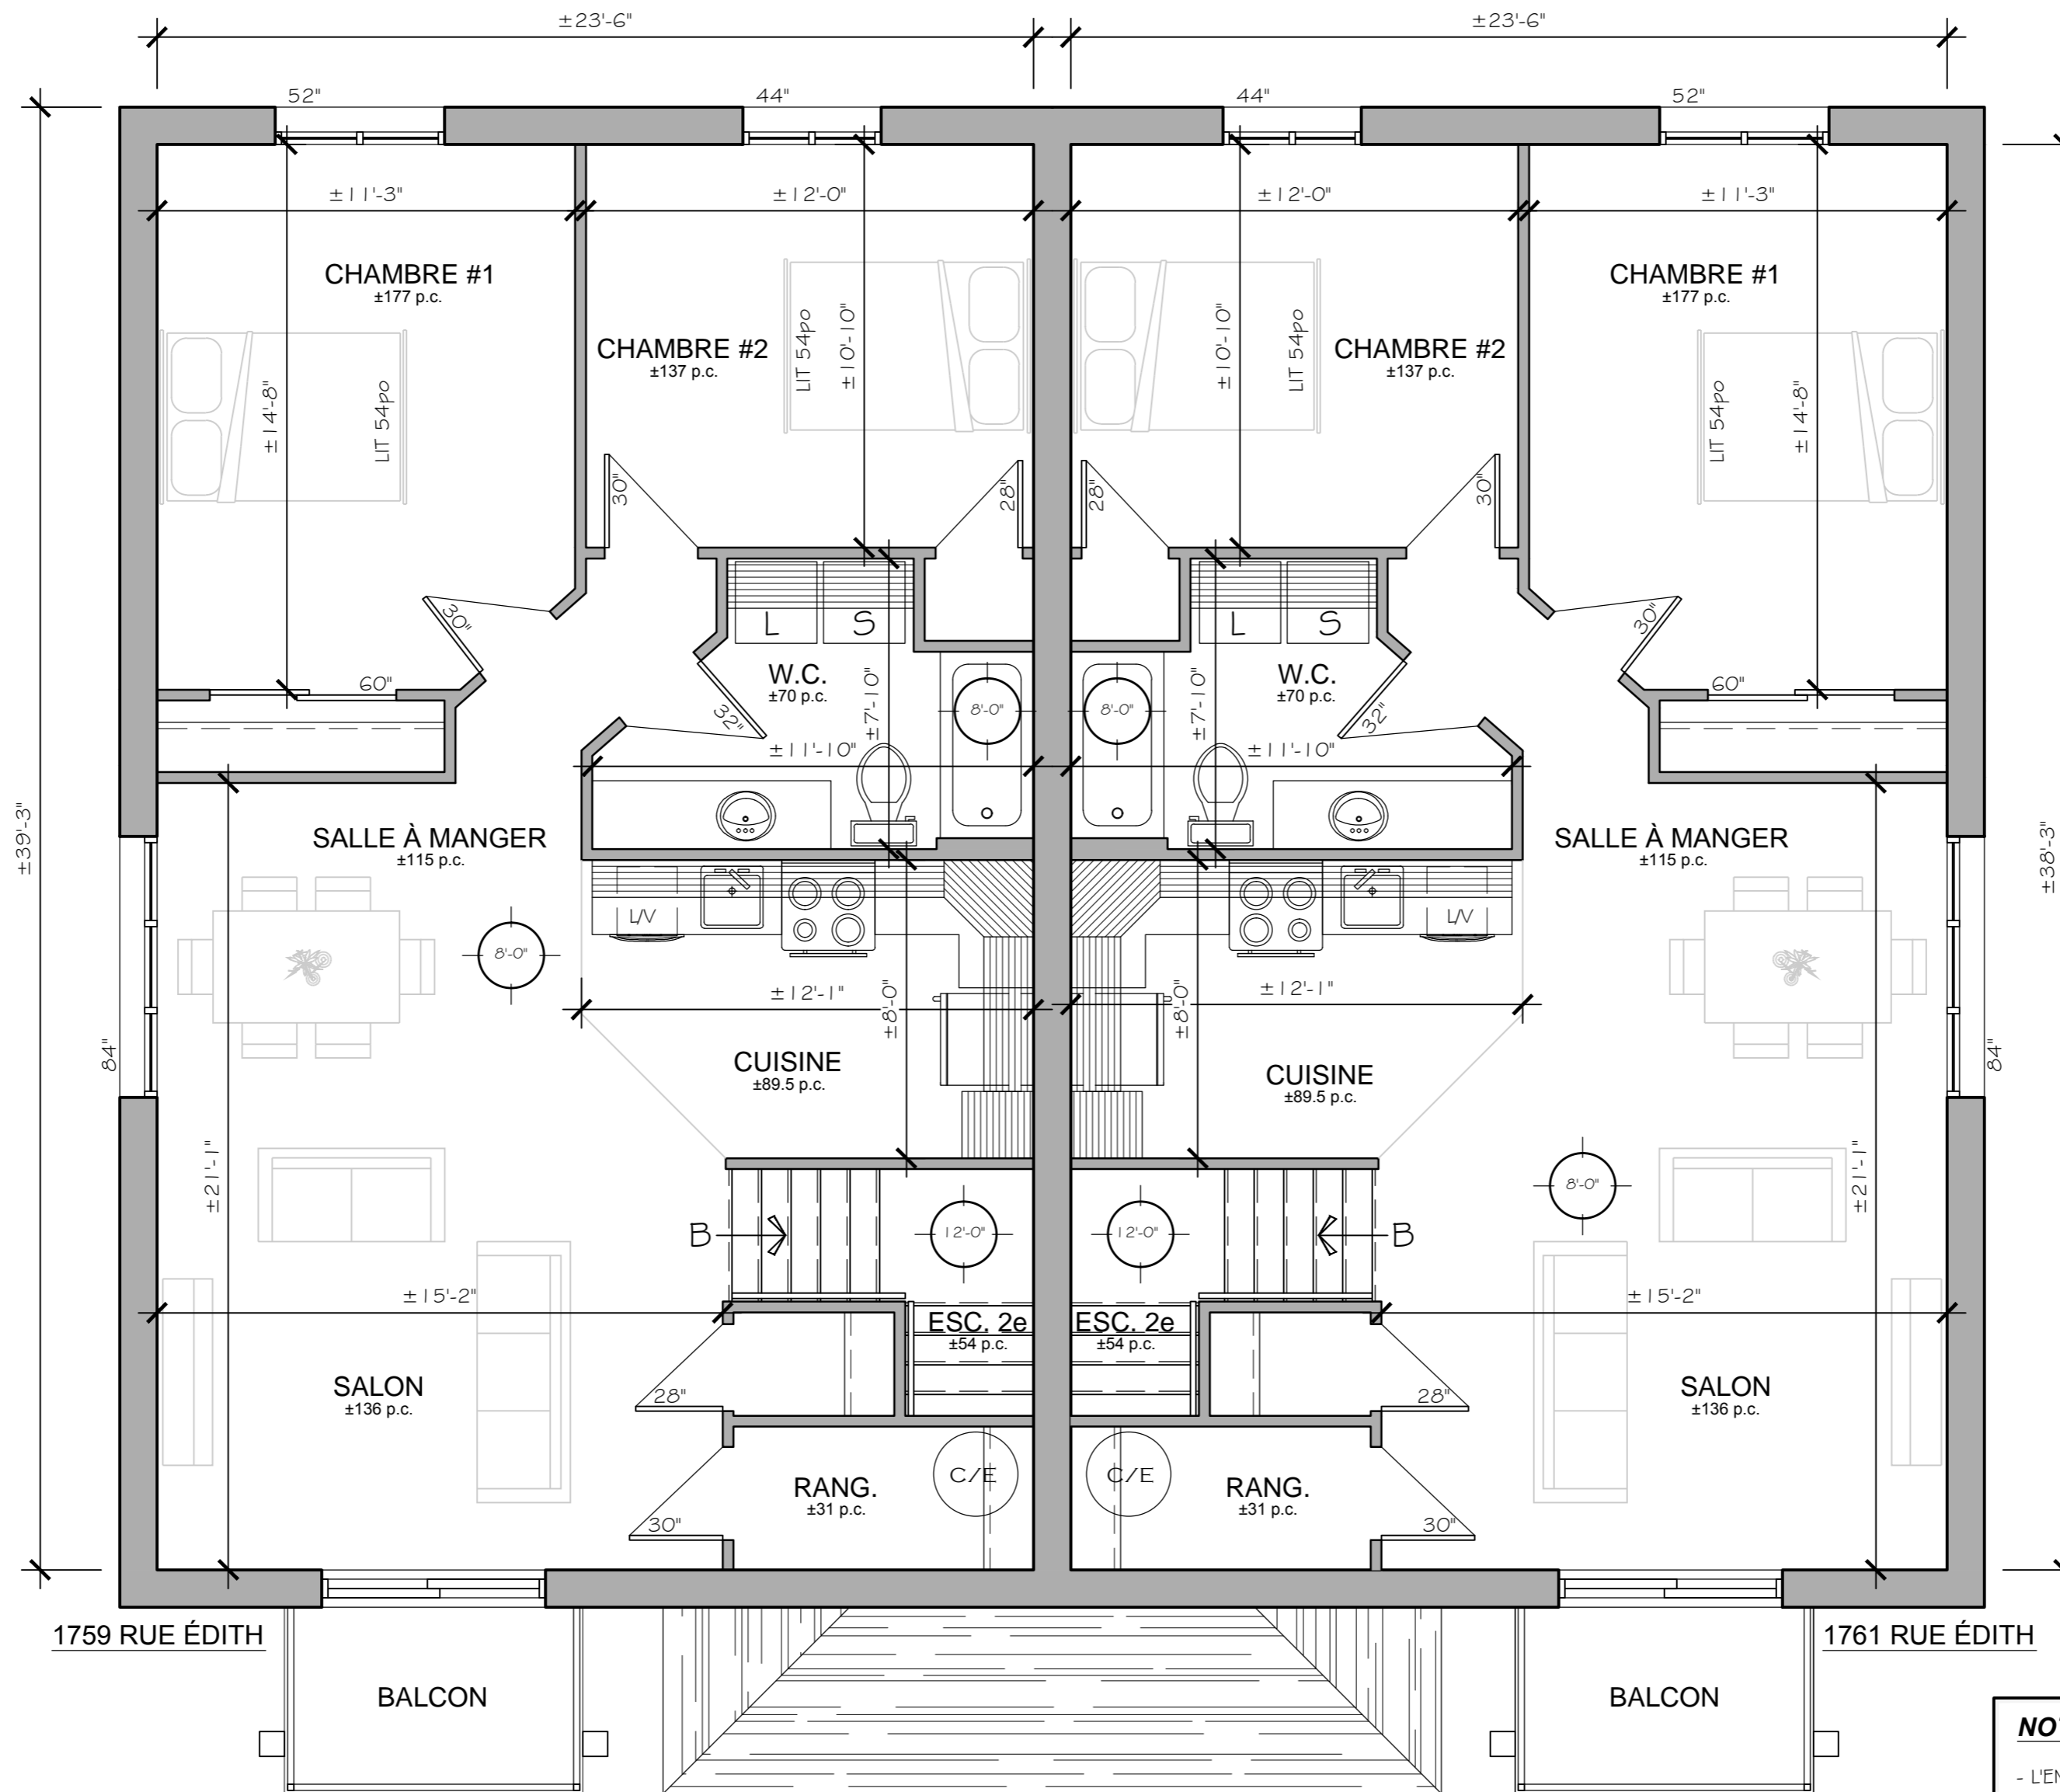 ±23'-6" ±23'-6"
52" 44" 44" 52"
±11'-3" ±12'-0" ±12'-0" ±11'-3"
CHAMBRE #1
±177 p.c.
CHAMBRE #1
±177 p.c.
CHAMBRE #2
±137 p.c.
CHAMBRE #2
±137 p.c.
±14'-8" LIT 54po LIT 54po ±10'-10" ±10'-10" LIT 54po LIT 54po ±14'-8"
30" 28" 28" 30"
30" L S L S 30"
W.C.
±70 p.c.
W.C.
±70 p.c.
60" 32" ±7'-10" 8'-0" 8'-0" ±7'-10" 32" 60"
±11'-10" ±11'-10"
±39'-3" ±38'-3"
SALLE À MANGER
±115 p.c.
SALLE À MANGER
±115 p.c.
L/V L/V
8'-0"
±12'-1" ±8'-0" ±8'-0" ±12'-1"
84" 84"
CUISINE
±89.5 p.c.
CUISINE
±89.5 p.c.
±21'-1" 8'-0" ±21'-1"
B 12'-0" 12'-0" B
±15'-2" ±15'-2"
ESC. 2e
±54 p.c.
ESC. 2e
±54 p.c.
SALON
±136 p.c.
SALON
±136 p.c.
28" 28"
C/E C/E
RANG.
±31 p.c.
RANG.
±31 p.c.
30" 30"
1759 RUE ÉDITH 1761 RUE ÉDITH
BALCON BALCON